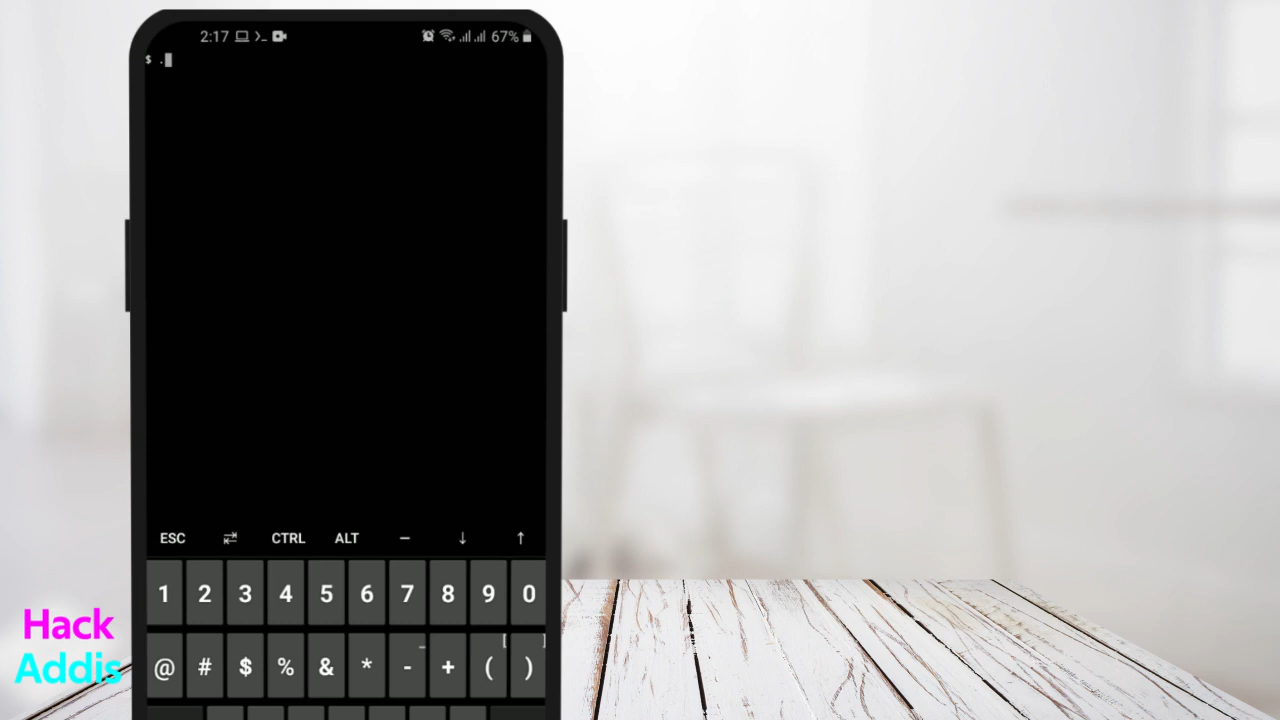 2:17 67%
$ .
ESC CTRL ALT — ↓ ↑
1 2 3 4 5 6 7 8 9 0
@ # $ % & * - _ + ( [ ) ]
Hack
Addis